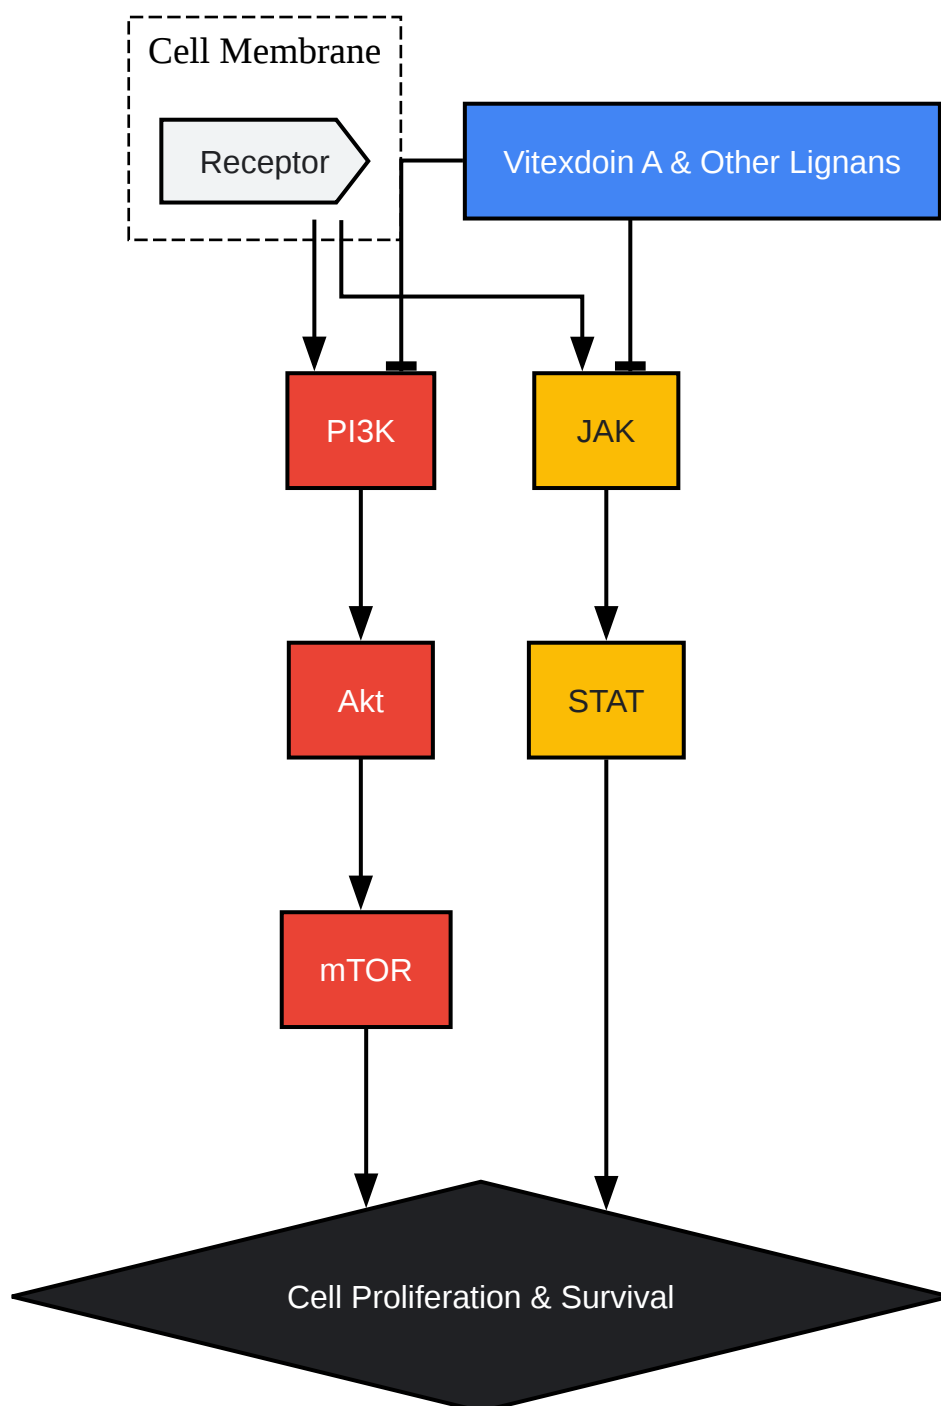 Cell Membrane
Receptor
Vitexdoin A & Other Lignans
PI3K
JAK
Akt
STAT
mTOR
Cell Proliferation & Survival